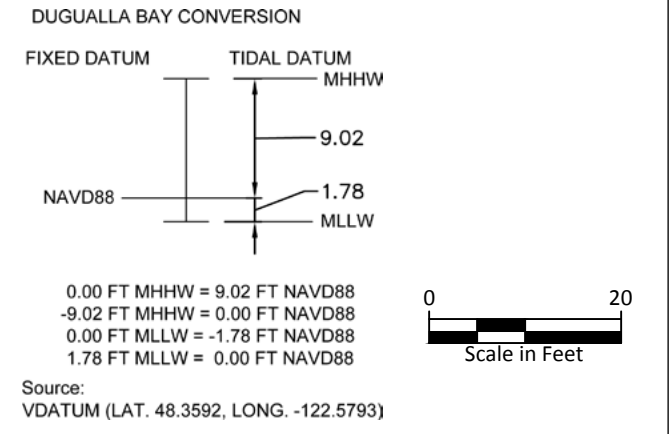 DUGUALLA BAY CONVERSION
FIXED DATUM TIDAL DATUM
MHHW
9.02
NAVD88
1.78
MLLW
0.00 FT MHHW = 9.02 FT NAVD88
-9.02 FT MHHW = 0.00 FT NAVD88
0.00 FT MLLW = -1.78 FT NAVD88
1.78 FT MLLW = 0.00 FT NAVD88
Source:
VDATUM (LAT. 48.3592, LONG. -122.5793)
0 20
Scale in Feet